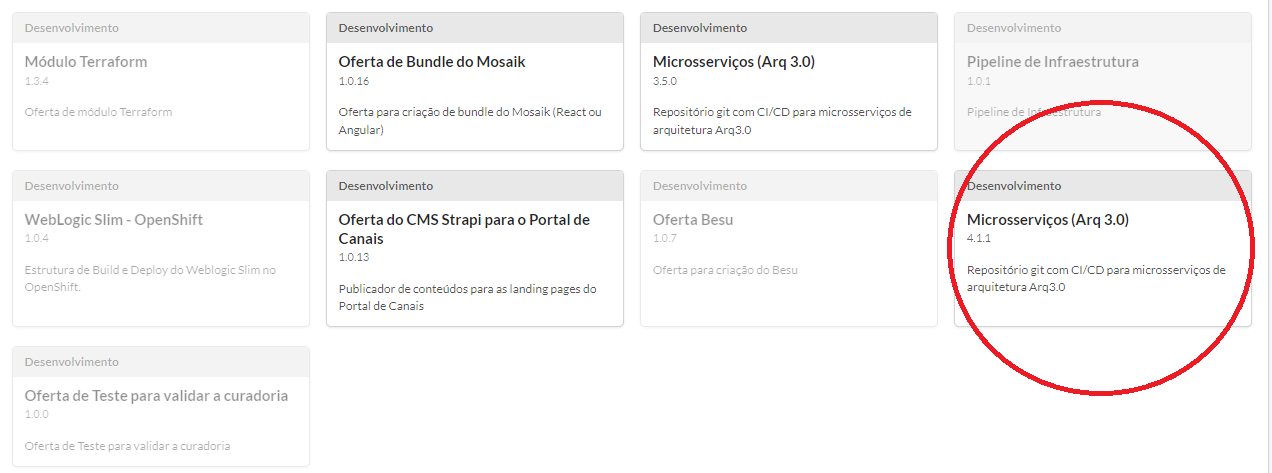 Desenvolvimento
Módulo Terraform
1.3.4
Oferta de módulo Terraform
Desenvolvimento
Oferta de Bundle do Mosaik
1.0.16
Oferta para criação de bundle do Mosaik (React ou
Angular)
Desenvolvimento
Microsserviços (Arq 3.0)
3.5.0
Repositório git com CI/CD para microsserviços de
arquitetura Arq3.0
Desenvolvimento
Pipeline de Infraestrutura
1.0.1
Pipeline de Infraestrutura
Desenvolvimento
WebLogic Slim - OpenShift
1.0.4
Estrutura de Build e Deploy do Weblogic Slim no
OpenShift.
Desenvolvimento
Oferta do CMS Strapi para o Portal de
Canais
1.0.13
Publicador de conteúdos para as landing pages do
Portal de Canais
Desenvolvimento
Oferta Besu
1.0.7
Oferta para criação do Besu
Desenvolvimento
Microsserviços (Arq 3.0)
4.1.1
Repositório git com CI/CD para microsserviços de
arquitetura Arq3.0
Desenvolvimento
Oferta de Teste para validar a curadoria
1.0.0
Oferta de Teste para validar a curadoria